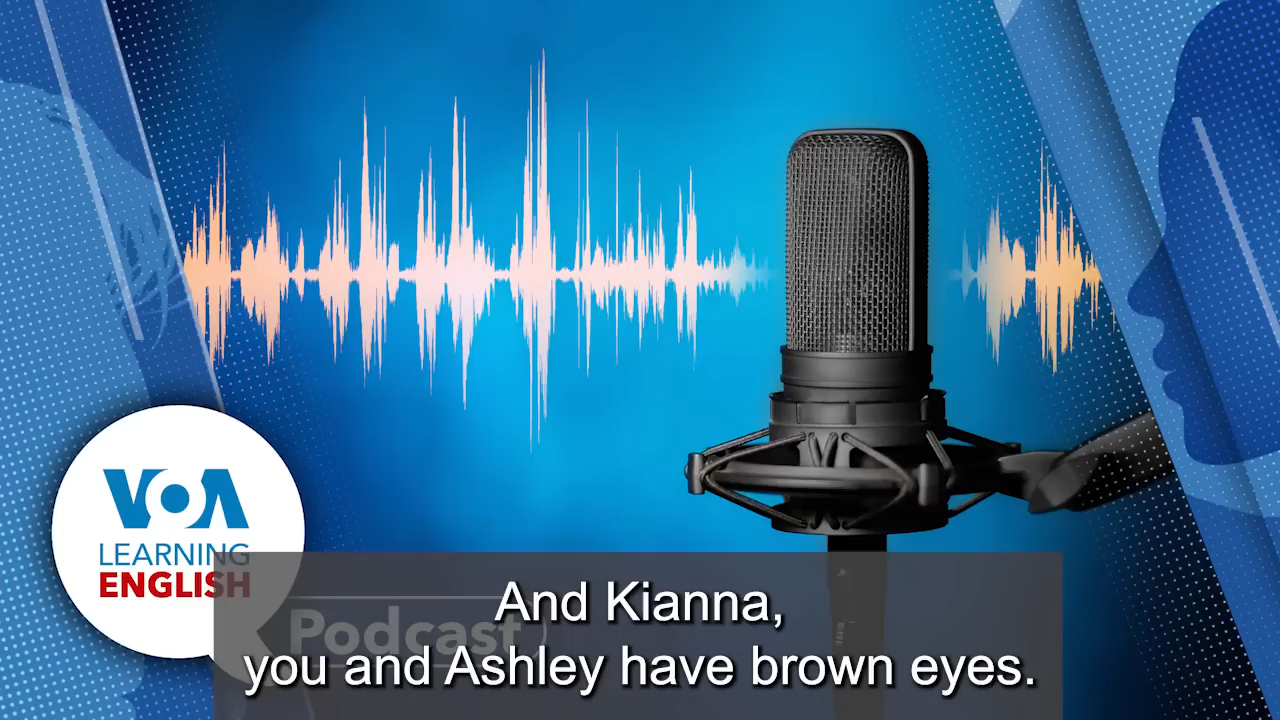 VOA
LEARNING
ENGLISH
Podcast
And Kianna,
you and Ashley have brown eyes.